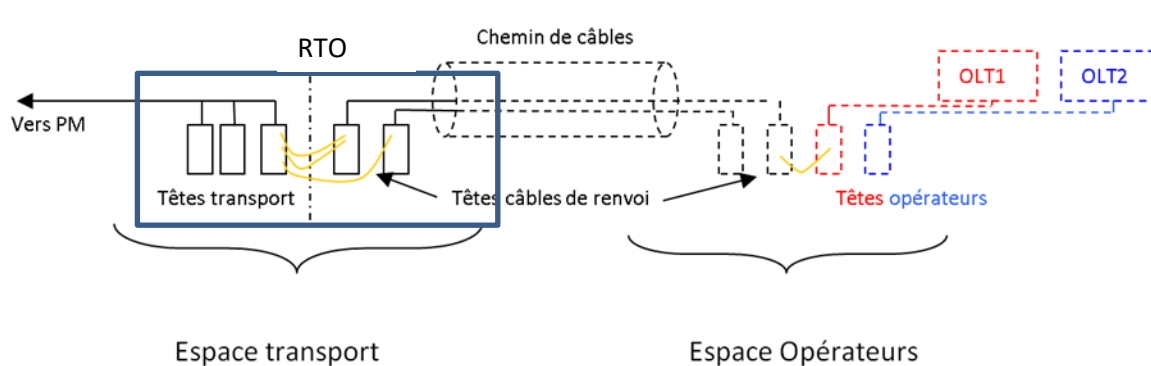 RTO
Chemin de câbles
OLT1
OLT2
Vers PM
Têtes transport
Têtes câbles de renvoi
Têtes opérateurs
Espace transport
Espace Opérateurs